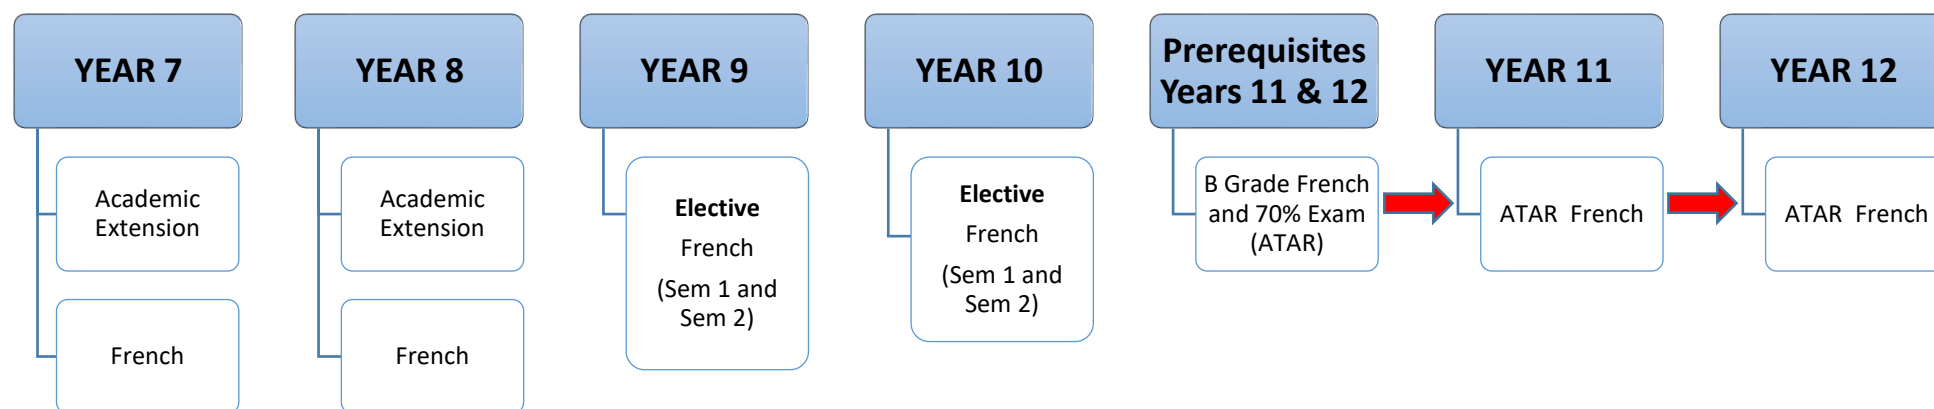 YEAR 7
Academic
Extension
French
YEAR 8
Academic
Extension
French
YEAR 9
Elective
French
(Sem 1 and
Sem 2)
YEAR 10
Elective
French
(Sem 1 and
Sem 2)
Prerequisites
Years 11 & 12
B Grade French
and 70% Exam
(ATAR)
YEAR 11
ATAR French
YEAR 12
ATAR French